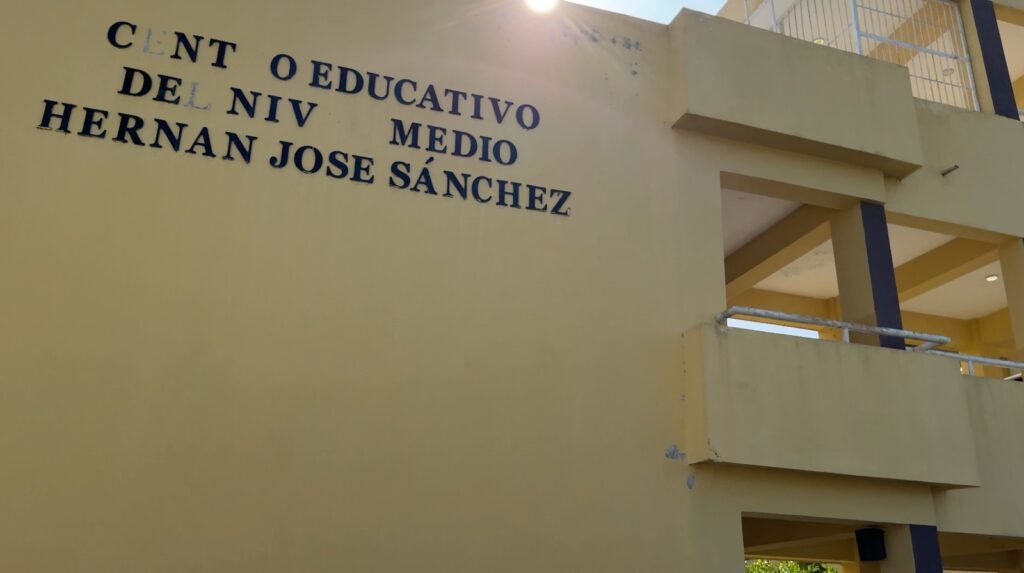 CENT O EDUCATIVO
DEL NIV MEDIO
HERNAN JOSE SÁNCHEZ